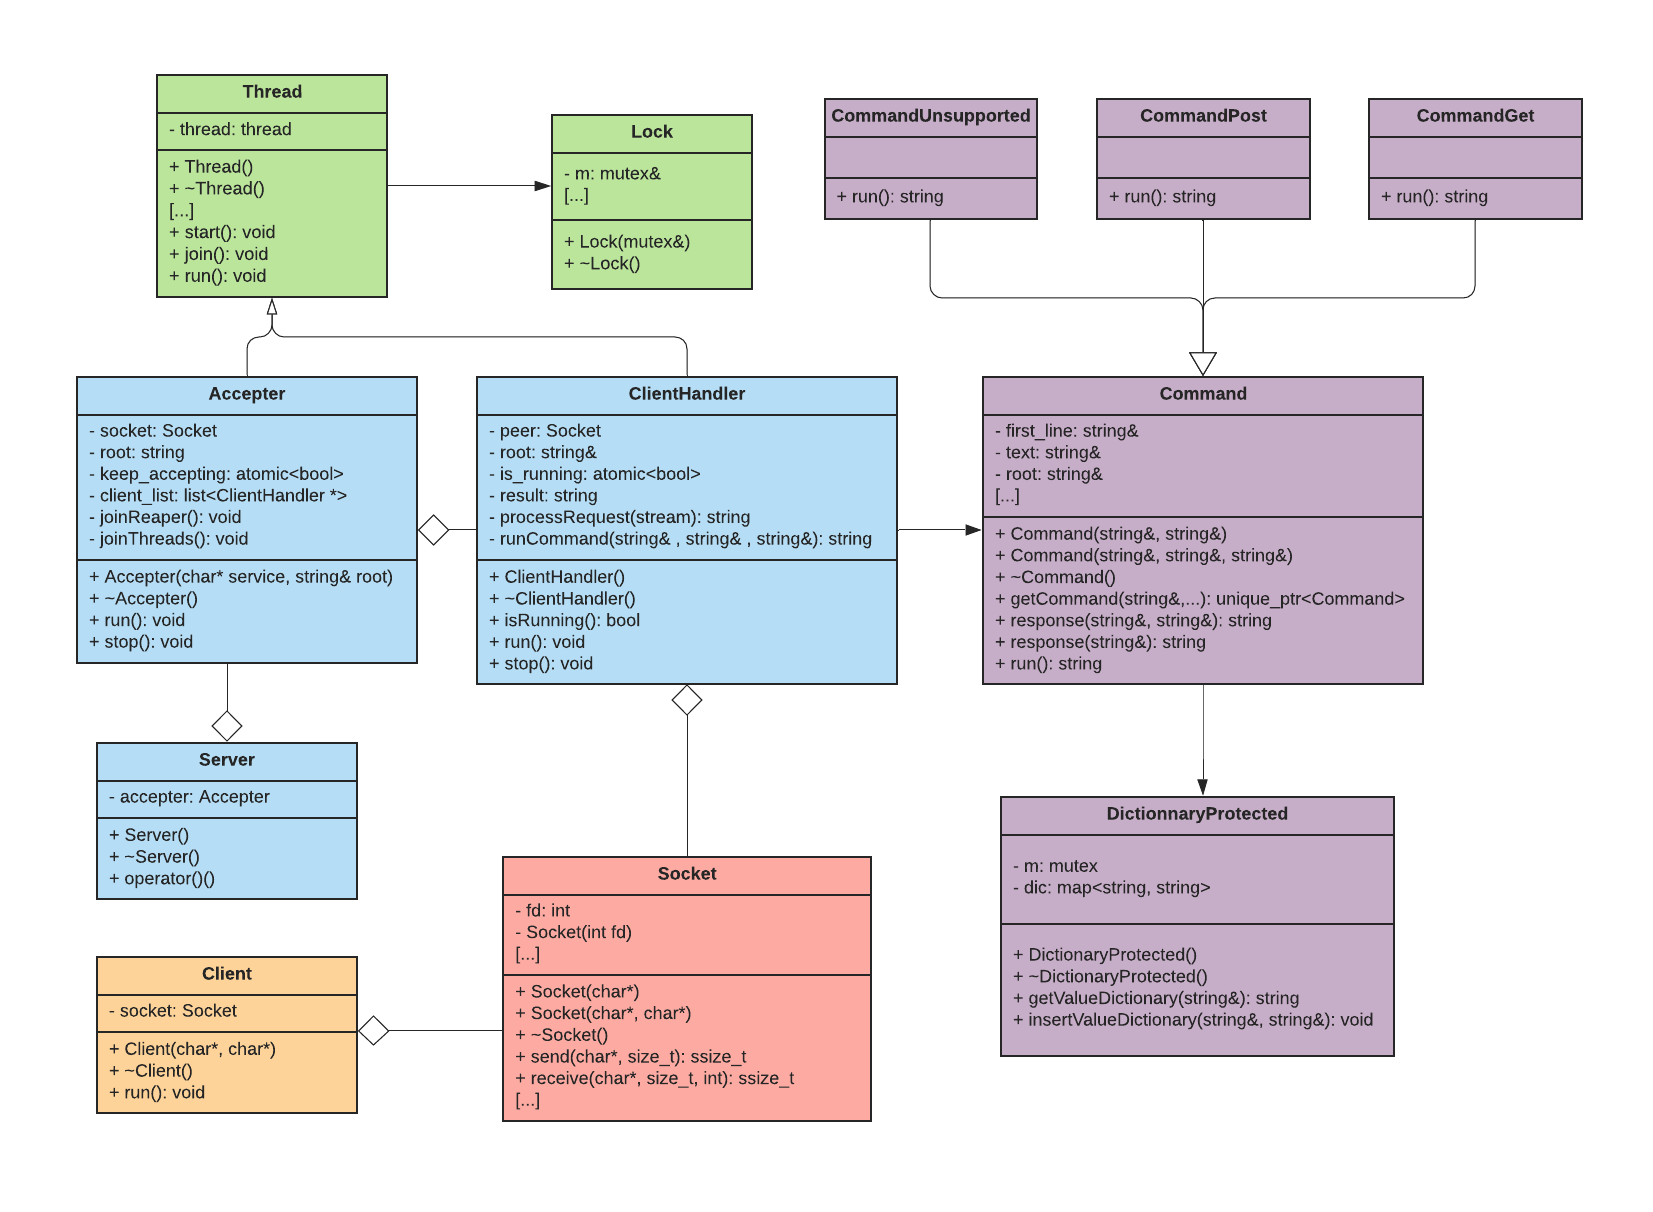 Thread
- thread: thread
+ Thread()
+ ~Thread()
[...]
+ start(): void
+ join(): void
+ run(): void
Lock
- m: mutex&
[...]
+ Lock(mutex&)
+ ~Lock()
CommandUnsupported
+ run(): string
CommandPost
+ run(): string
CommandGet
+ run(): string
Accepter
- socket: Socket
- root: string
- keep_accepting: atomic<bool>
- client_list: list<ClientHandler *>
- joinReaper(): void
- joinThreads(): void
+ Accepter(char* service, string& root)
+ ~Accepter()
+ run(): void
+ stop(): void
ClientHandler
- peer: Socket
- root: string&
- is_running: atomic<bool>
- result: string
- processRequest(stream): string
- runCommand(string& , string& , string&): string
+ ClientHandler()
+ ~ClientHandler()
+ isRunning(): bool
+ run(): void
+ stop(): void
Command
- first_line: string&
- text: string&
- root: string&
[...]
+ Command(string&, string&)
+ Command(string&, string&, string&)
+ ~Command()
+ getCommand(string&,...): unique_ptr<Command>
+ response(string&, string&): string
+ response(string&): string
+ run(): string
Server
- accepter: Accepter
+ Server()
+ ~Server()
+ operator()()
Socket
- fd: int
- Socket(int fd)
[...]
+ Socket(char*)
+ Socket(char*, char*)
+ ~Socket()
+ send(char*, size_t): ssize_t
+ receive(char*, size_t, int): ssize_t
[...]
DictionnaryProtected
- m: mutex
- dic: map<string, string>
+ DictionaryProtected()
+ ~DictionaryProtected()
+ getValueDictionary(string&): string
+ insertValueDictionary(string&, string&): void
Client
- socket: Socket
+ Client(char*, char*)
+ ~Client()
+ run(): void